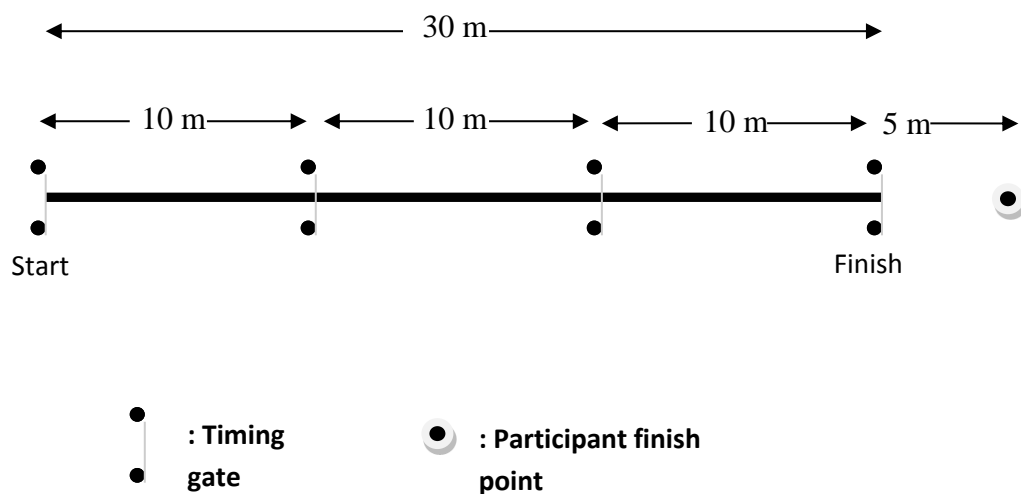 30 m
10 m 10 m 10 m 5 m
Start Finish
: Timing : Participant finish
gate point